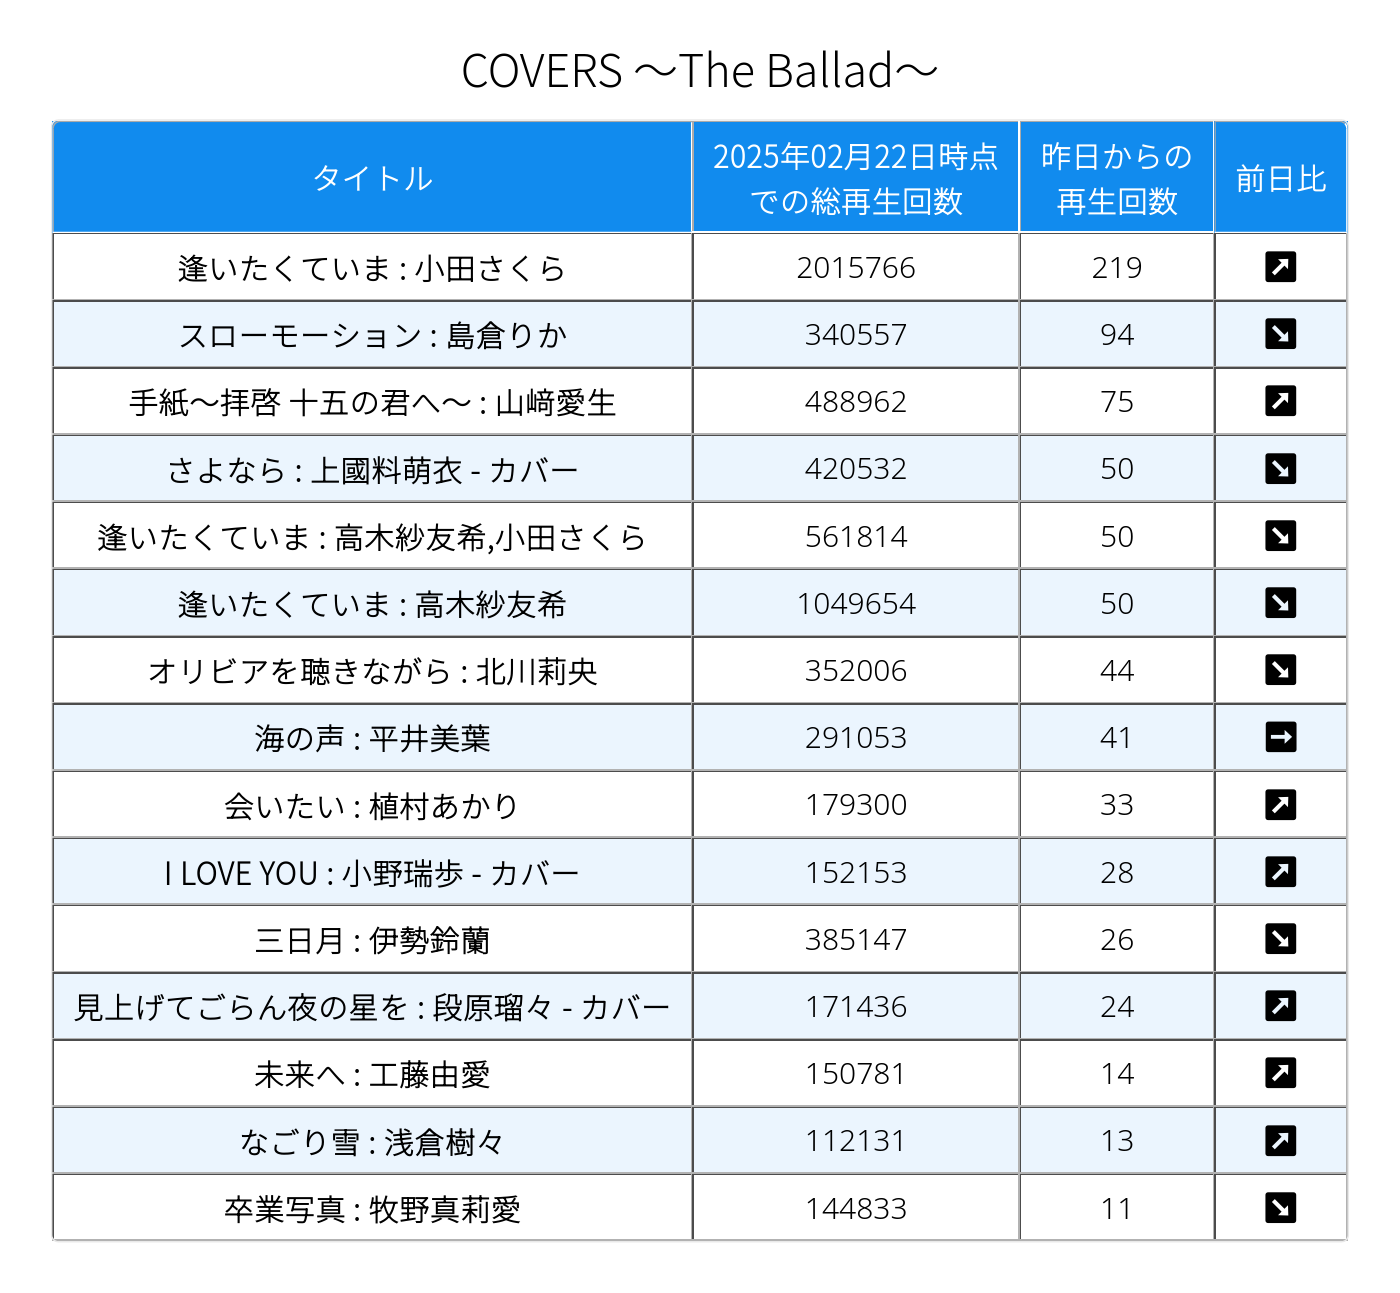 COVERS ～The Ballad～
タイトル 2025年02月22日時点での総再生回数 昨日からの再生回数 前日比
逢いたくていま : 小田さくら 2015766 219 ↗
スローモーション : 島倉りか 340557 94 ↘
手紙～拝啓 十五の君へ～ : 山﨑愛生 488962 75 ↗
さよなら : 上國料萌衣 - カバー 420532 50 ↘
逢いたくていま : 高木紗友希,小田さくら 561814 50 ↘
逢いたくていま : 高木紗友希 1049654 50 ↘
オリビアを聴きながら : 北川莉央 352006 44 ↘
海の声 : 平井美葉 291053 41 →
会いたい : 植村あかり 179300 33 ↗
I LOVE YOU : 小野瑞歩 - カバー 152153 28 ↗
三日月 : 伊勢鈴蘭 385147 26 ↘
見上げてごらん夜の星を : 段原瑠々 - カバー 171436 24 ↗
未来へ : 工藤由愛 150781 14 ↗
なごり雪 : 浅倉樹々 112131 13 ↗
卒業写真 : 牧野真莉愛 144833 11 ↘